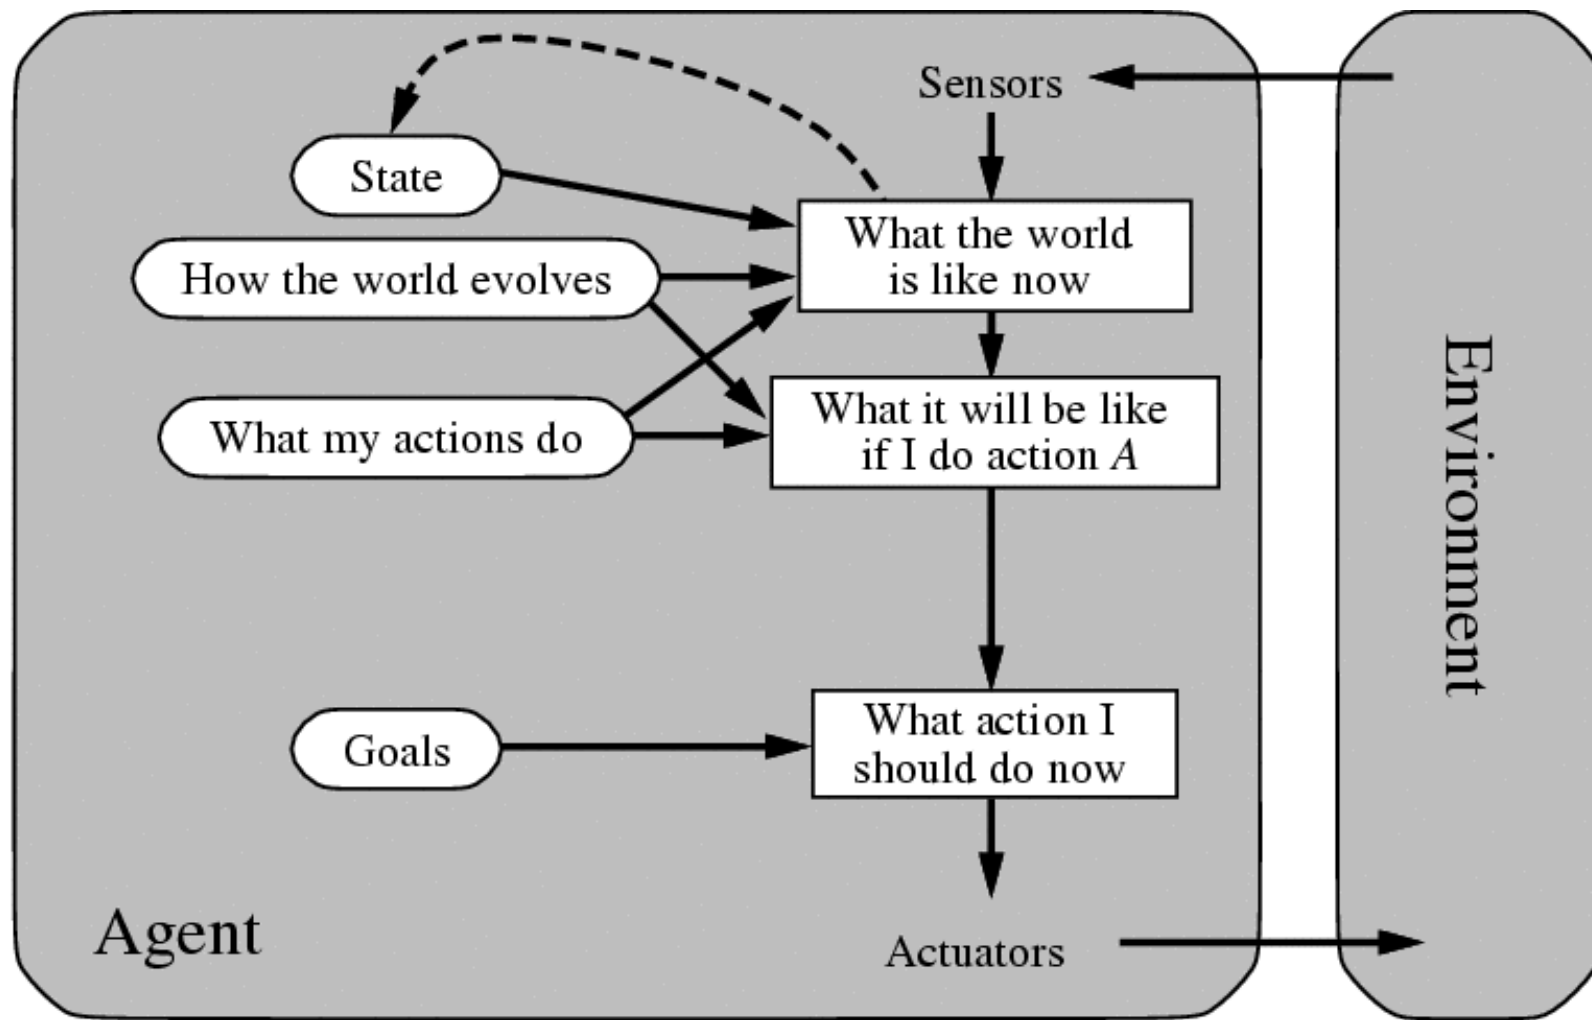 Sensors
State
What the world
is like now
How the world evolves
What my actions do
What it will be like
if I do action A
Environment
Goals
What action I
should do now
Agent
Actuators